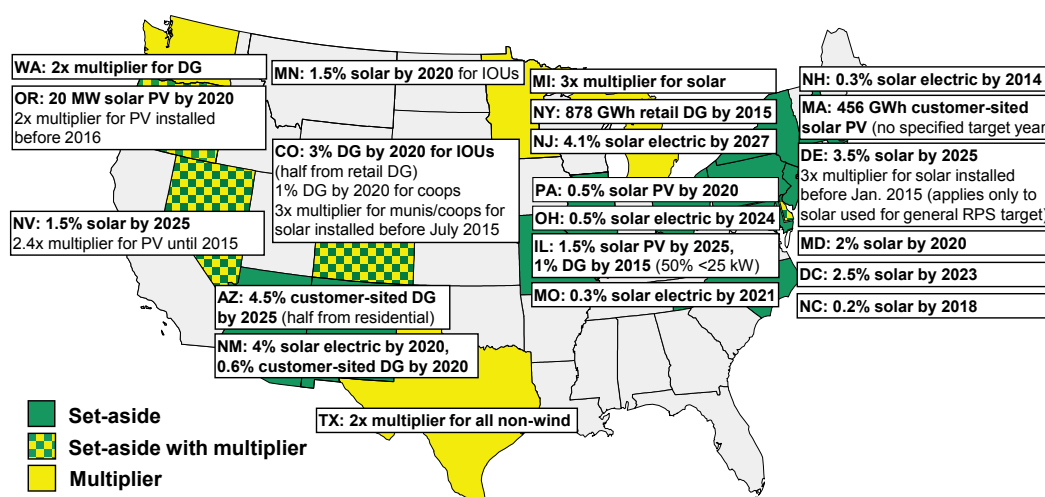 WA: 2x multiplier for DG
OR: 20 MW solar PV by 2020
2x multiplier for PV installed
before 2016
NV: 1.5% solar by 2025
2.4x multiplier for PV until 2015
MN: 1.5% solar by 2020 for IOUs
CO: 3% DG by 2020 for IOUs
(half from retail DG)
1% DG by 2020 for coops
3x multiplier for munis/coops for
solar installed before July 2015
AZ: 4.5% customer-sited DG
by 2025 (half from residential)
NM: 4% solar electric by 2020,
0.6% customer-sited DG by 2020
TX: 2x multiplier for all non-wind
MI: 3x multiplier for solar
NY: 878 GWh retail DG by 2015
NJ: 4.1% solar electric by 2027
PA: 0.5% solar PV by 2020
OH: 0.5% solar electric by 2024
IL: 1.5% solar PV by 2025,
1% DG by 2015 (50% <25 kW)
MO: 0.3% solar electric by 2021
NH: 0.3% solar electric by 2014
MA: 456 GWh customer-sited
solar PV (no specified target year
DE: 3.5% solar by 2025
3x multiplier for solar installed
before Jan. 2015 (applies only to
solar used for general RPS target)
MD: 2% solar by 2020
DC: 2.5% solar by 2023
NC: 0.2% solar by 2018
Set-aside
Set-aside with multiplier
Multiplier